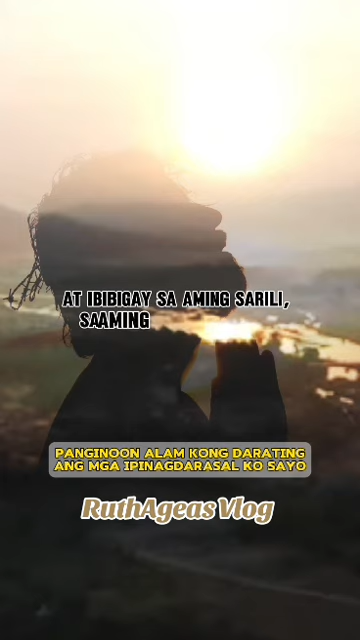 AT IBIBIGAY SA AMING SARILI,
SAAMING
PANGINOON ALAM KONG DARATING
ANG MGA IPINAGDARASAL KO SAYO
RuthAgeas Vlog